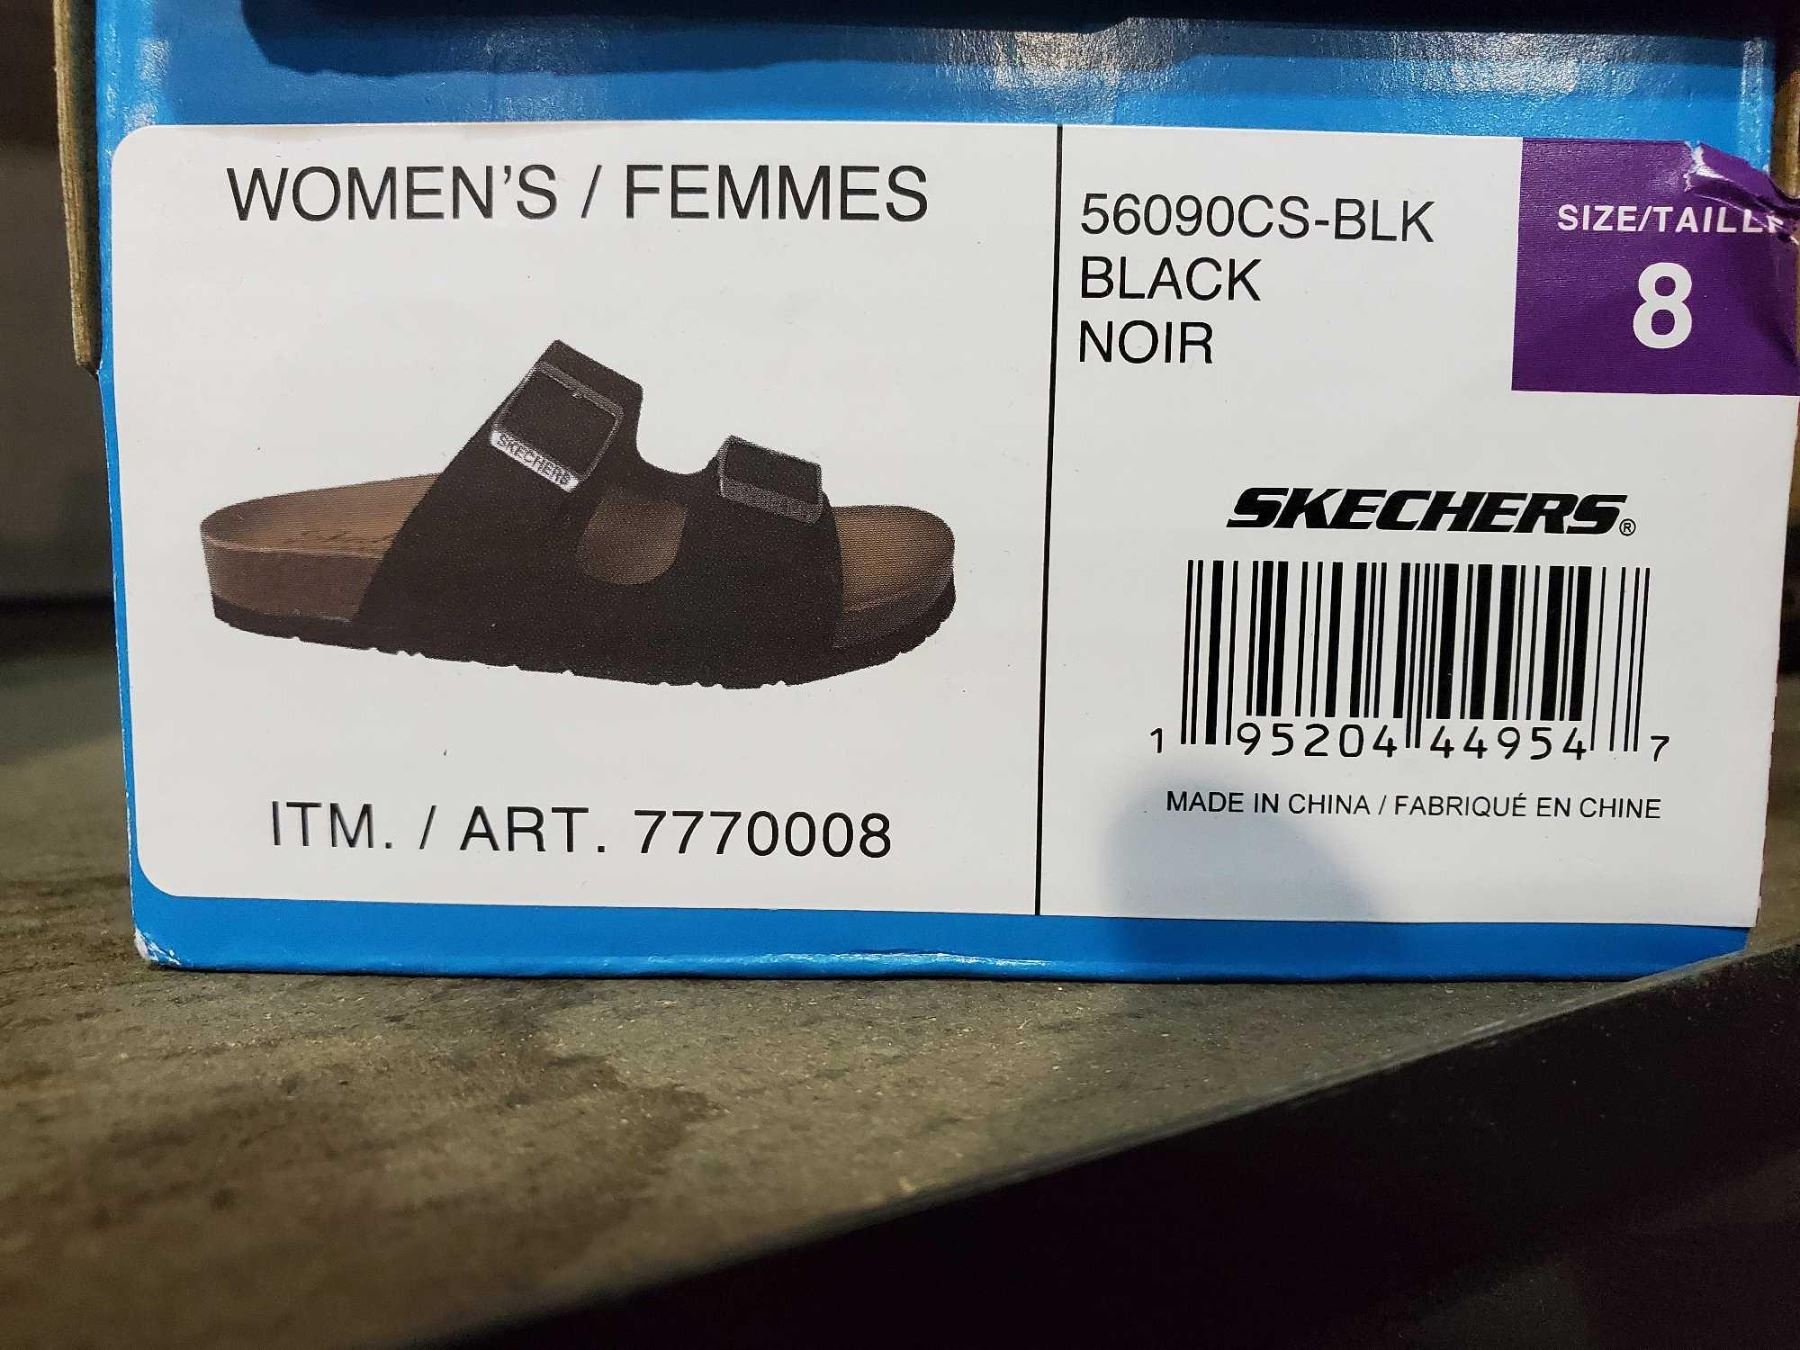 WOMEN'S / FEMMES
SKECHERS
ITM. / ART. 7770008
56090CS-BLK
BLACK
NOIR
SIZE/TAILLE
8
SKECHERS®
1 95204 44954 7
MADE IN CHINA / FABRIQUÉ EN CHINE